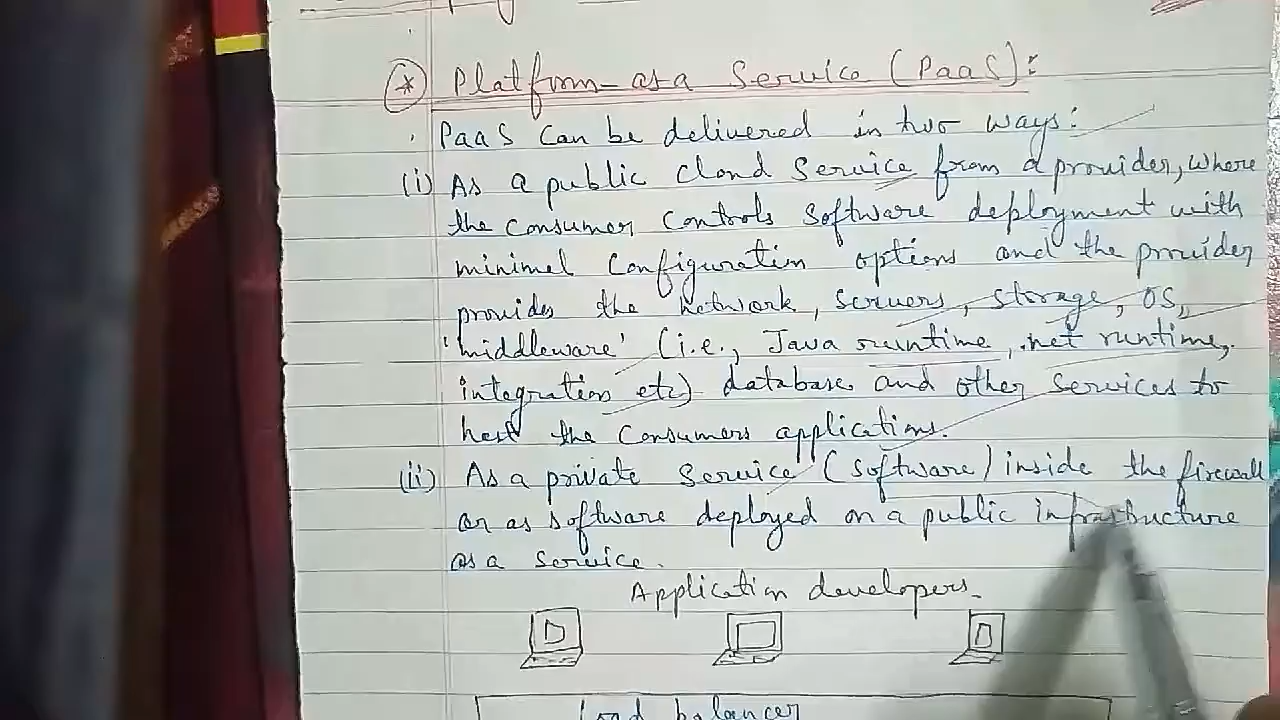 * Platform as a Service (PaaS):
PaaS can be delivered in two ways:
(i) As a public cloud service from a provider, where
the consumer controls software deployment with
minimal configuration options and the provider
provides the network, servers, storage, OS,
'middleware' (i.e., Java runtime, .net runtime,
integration etc) database and other services to
host the consumers applications.
(ii) As a private service (software) inside the firewall
or as software deployed on a public infrastructure
as a service.
Application developers.
Load balancer